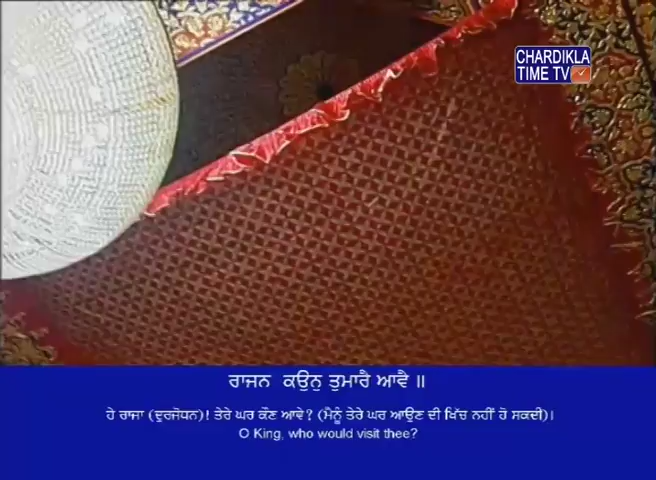 CHARDIKLA
TIME TV
ਰਾਜਨ ਕਉਨੁ ਤੁਮਾਰੈ ਆਵੈ ॥
ਹੇ ਰਾਜਾ (ਦੁਰਜੋਧਨ)! ਤੇਰੇ ਘਰ ਕੌਣ ਆਵੇ? (ਮੈਨੂੰ ਤੇਰੇ ਘਰ ਆਉਣ ਦੀ ਖਿੱਚ ਨਹੀਂ ਹੋ ਸਕਦੀ)।
O King, who would visit thee?